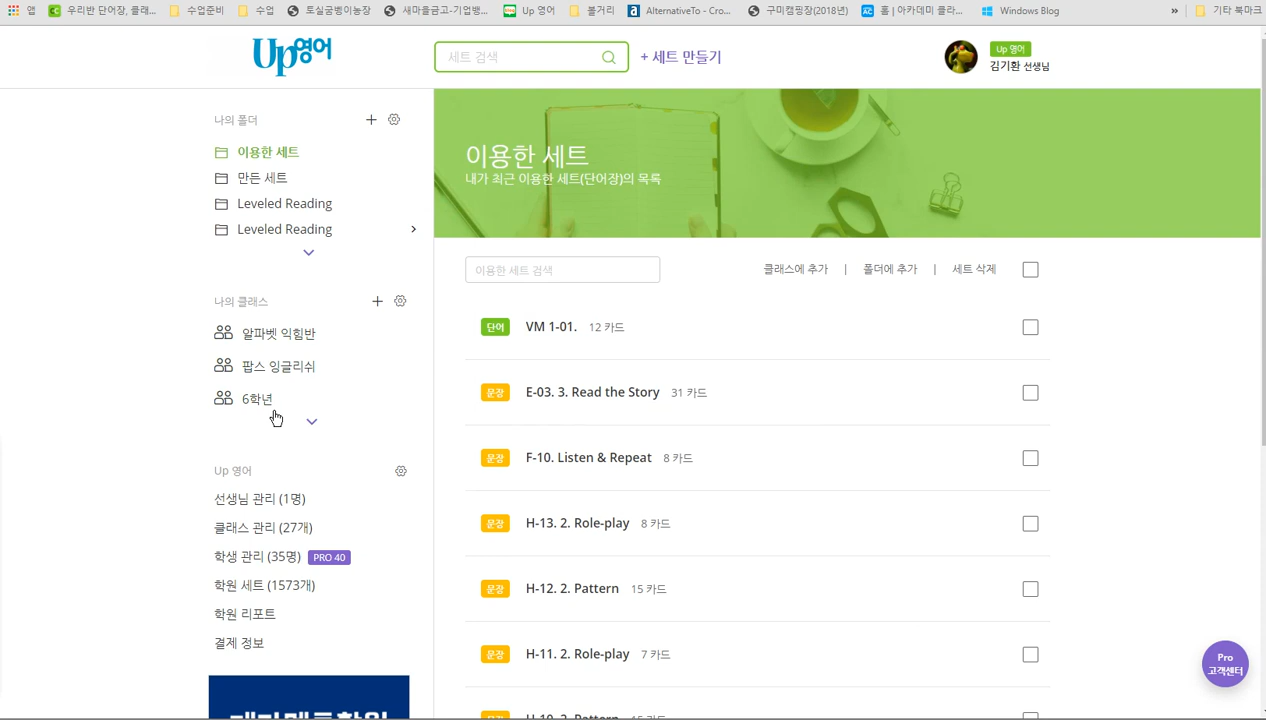 앱
우리반 단어장, 클래...
수업준비
수업
토실굼벵이농장
새마을금고-기업뱅...
Up 영어
볼거리
AlternativeTo - Cro...
구미캠핑장(2018년)
홈 | 아카데미 클라...
Windows Blog
»
기타 북마크
Up영어
세트 검색
+ 세트 만들기
Up 영어
김기환 선생님
나의 폴더
이용한 세트
만든 세트
Leveled Reading
Leveled Reading
나의 클래스
알파벳 익힘반
팝스 잉글리쉬
6학년
Up 영어
선생님 관리 (1명)
클래스 관리 (27개)
학생 관리 (35명) PRO 40
학원 세트 (1573개)
학원 리포트
결제 정보
이용한 세트
내가 최근 이용한 세트(단어장)의 목록
이용한 세트 검색
클래스에 추가 | 폴더에 추가 | 세트 삭제
단어 VM 1-01. 12 카드
문장 E-03. 3. Read the Story 31 카드
문장 F-10. Listen & Repeat 8 카드
문장 H-13. 2. Role-play 8 카드
문장 H-12. 2. Pattern 15 카드
문장 H-11. 2. Role-play 7 카드
문장 H-10. 2. Pattern 15 카드
Pro
고객센터